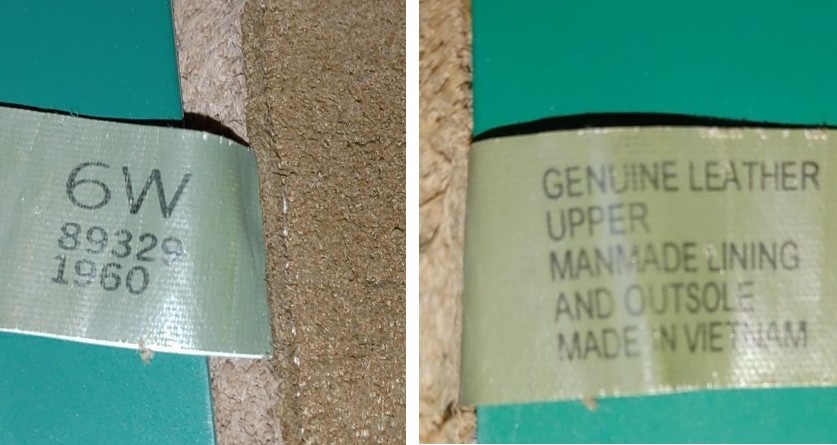 6W
89329
1960
GENUINE LEATHER
UPPER
MANMADE LINING
AND OUTSOLE
MADE IN VIETNAM